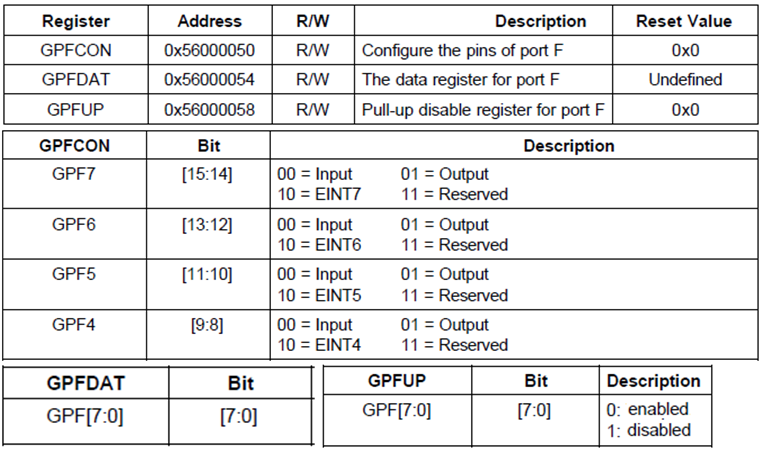 Register Address R/W Description Reset Value
GPFCON 0x56000050 R/W Configure the pins of port F 0x0
GPFDAT 0x56000054 R/W The data register for port F Undefined
GPFUP 0x56000058 R/W Pull-up disable register for port F 0x0
GPFCON Bit Description
GPF7 [15:14] 00 = Input 01 = Output
10 = EINT7 11 = Reserved
GPF6 [13:12] 00 = Input 01 = Output
10 = EINT6 11 = Reserved
GPF5 [11:10] 00 = Input 01 = Output
10 = EINT5 11 = Reserved
GPF4 [9:8] 00 = Input 01 = Output
10 = EINT4 11 = Reserved
GPFDAT Bit
GPF[7:0] [7:0]
GPFUP Bit Description
GPF[7:0] [7:0] 0: enabled
1: disabled